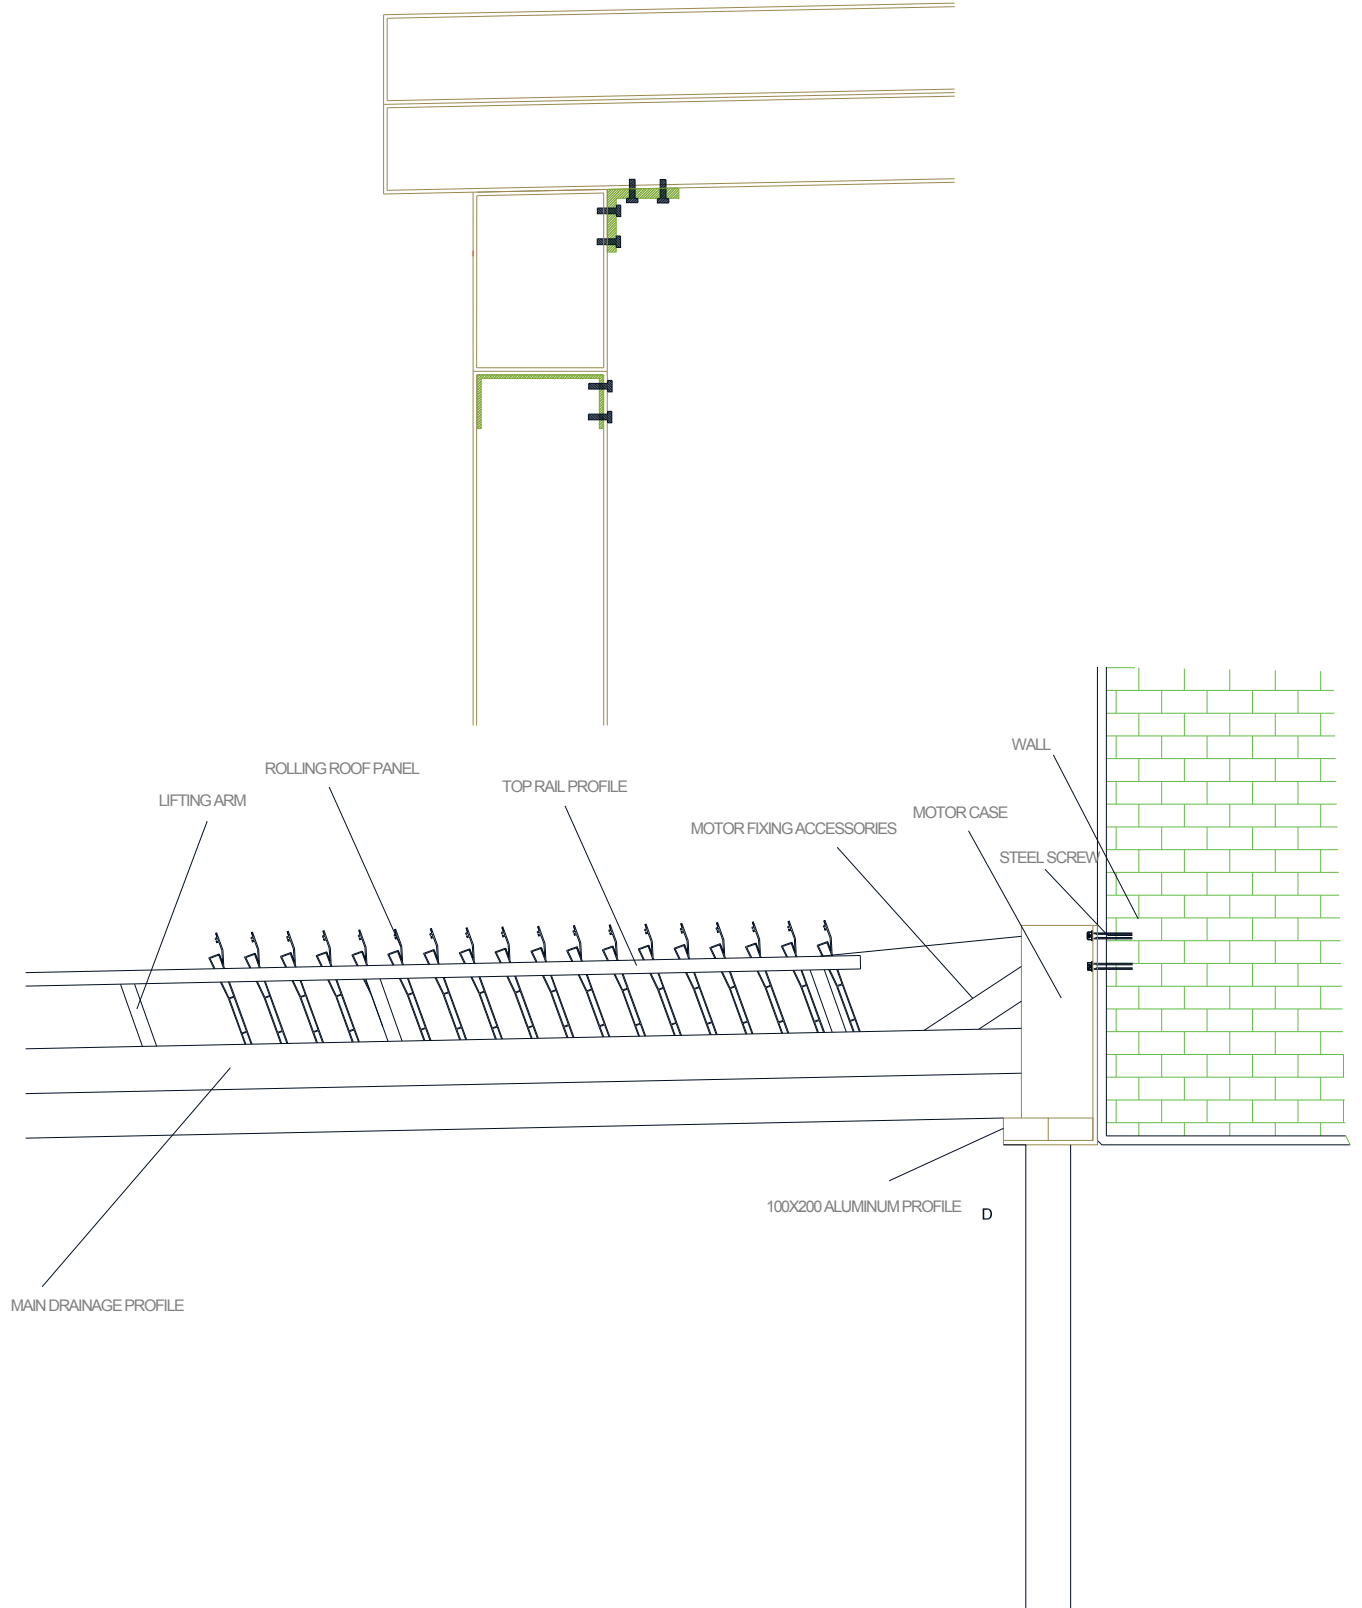 WALL
ROLLING ROOF PANEL
TOP RAIL PROFILE
LIFTING ARM
MOTOR CASE
MOTOR FIXING ACCESSORIES
STEEL SCREW
100X200 ALUMINUM PROFILE
D
MAIN DRAINAGE PROFILE